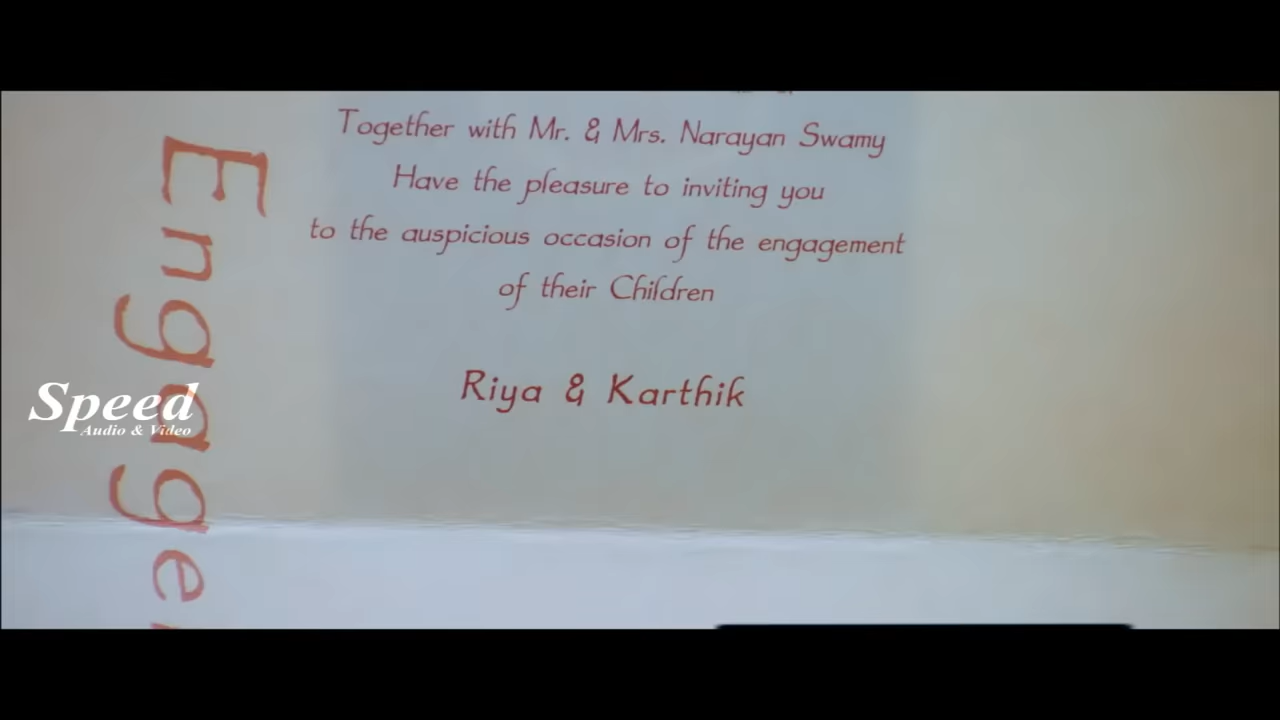 Together with Mr. & Mrs. Narayan Swamy
Have the pleasure to inviting you
to the auspicious occasion of the engagement
of their Children
Riya & Karthik
Engage
Speed
Audio & Video